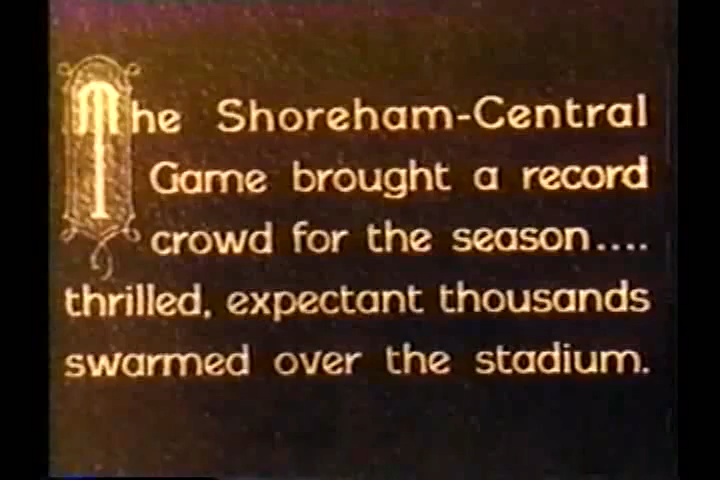 The Shoreham-Central
Game brought a record
crowd for the season....
thrilled, expectant thousands
swarmed over the stadium.